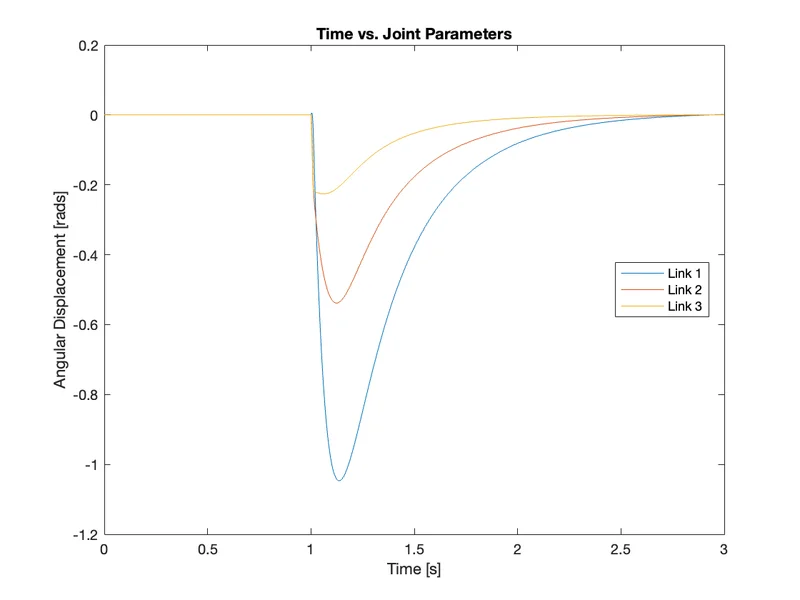 Time vs. Joint Parameters
0.2
0
-0.2
-0.4
-0.6
-0.8
-1
-1.2
Angular Displacement [rads]
Link 1
Link 2
Link 3
0 0.5 1 1.5 2 2.5 3
Time [s]